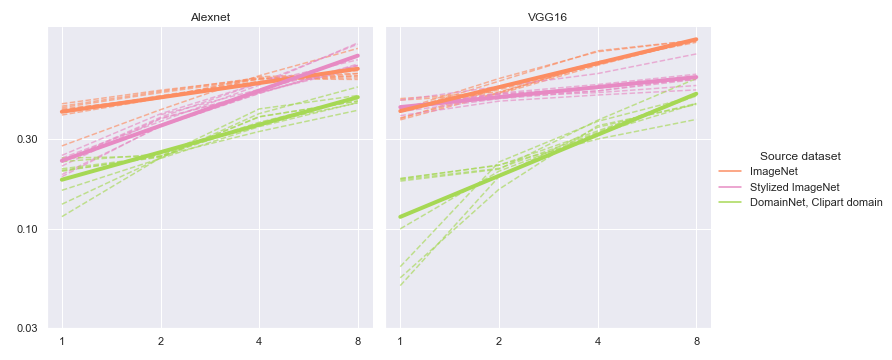 Alexnet
VGG16
0.30
0.10
0.03
1 2 4 8
1 2 4 8
Source dataset
ImageNet
Stylized ImageNet
DomainNet, Clipart domain